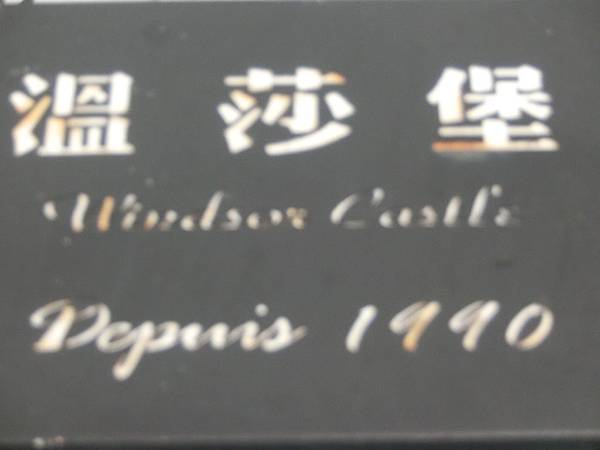 溫莎堡
Windsor Castle
Depuis 1990